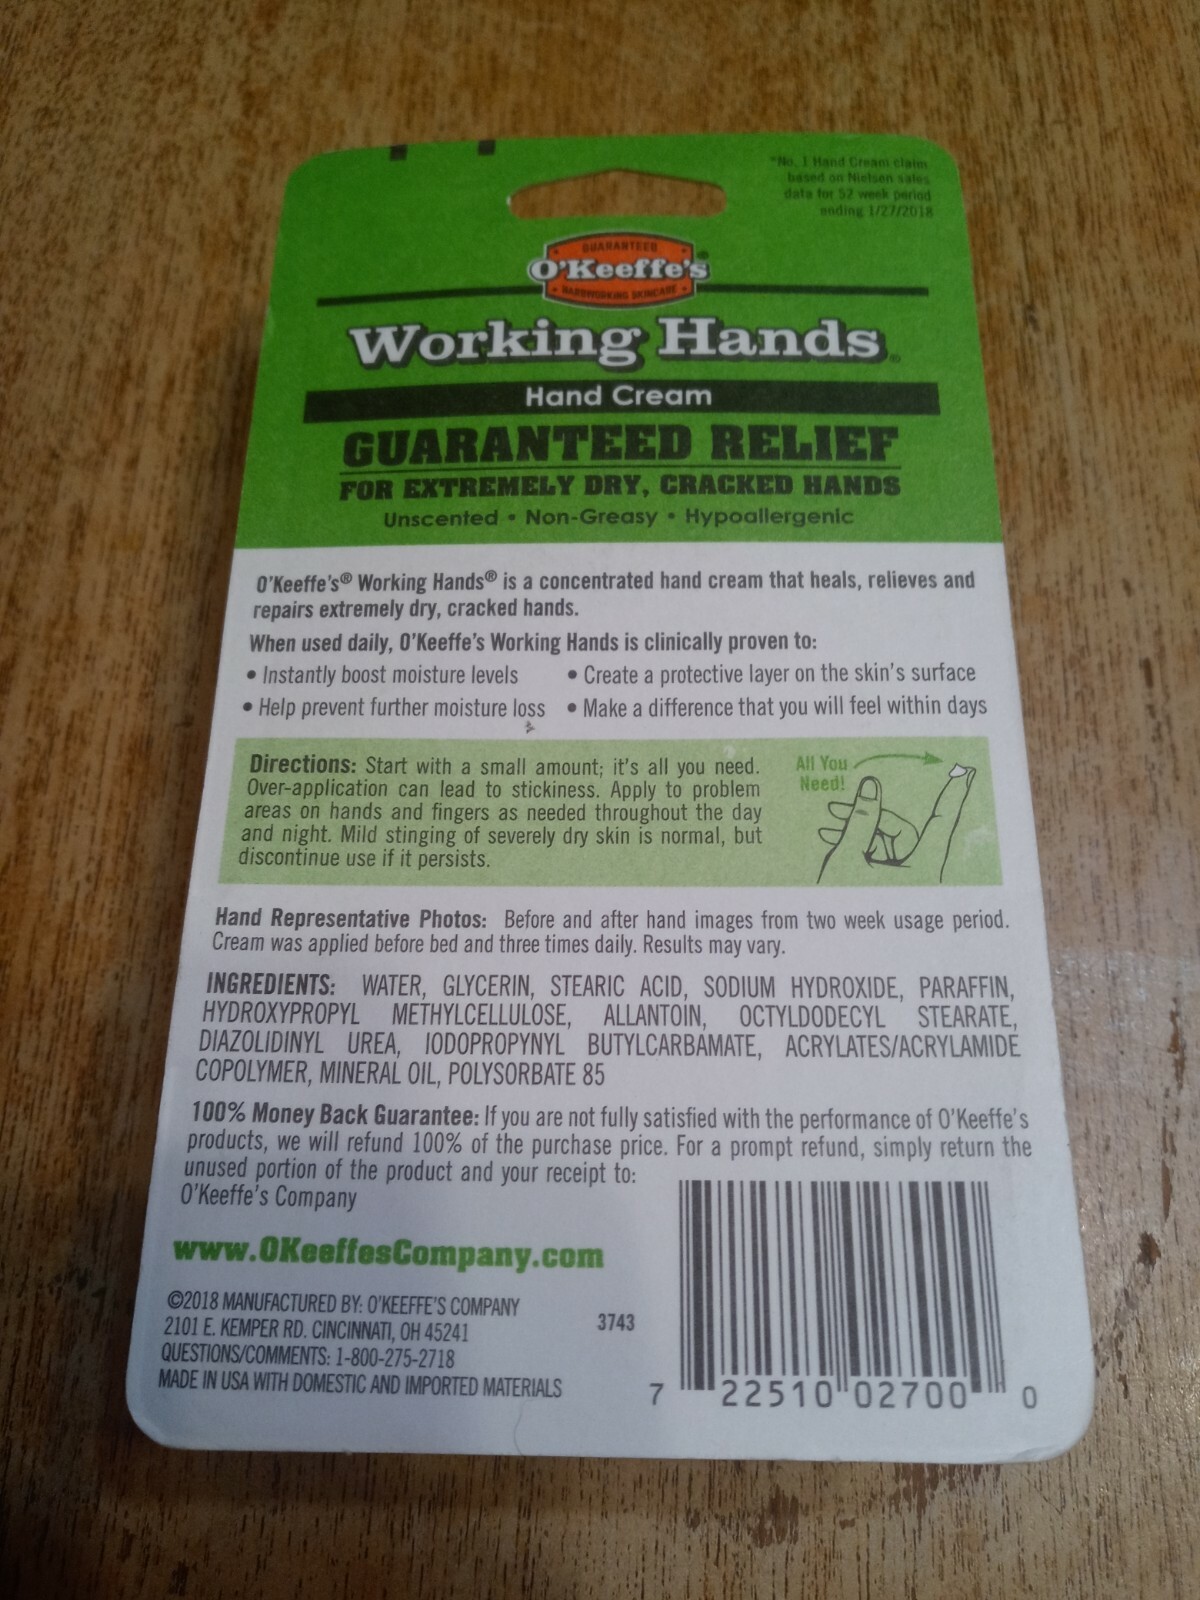 *No. 1 Hand Cream claim
based on Nielsen sales
data for 52 week period
ending 1/27/2018
GUARANTEED
O'Keeffe's®
HARDWORKING SKINCARE
Working Hands®
Hand Cream
GUARANTEED RELIEF
FOR EXTREMELY DRY, CRACKED HANDS
Unscented • Non-Greasy • Hypoallergenic
O'Keeffe's® Working Hands® is a concentrated hand cream that heals, relieves and
repairs extremely dry, cracked hands.
When used daily, O'Keeffe's Working Hands is clinically proven to:
• Instantly boost moisture levels
• Help prevent further moisture loss
• Create a protective layer on the skin's surface
• Make a difference that you will feel within days
Directions: Start with a small amount; it's all you need.
Over-application can lead to stickiness. Apply to problem
areas on hands and fingers as needed throughout the day
and night. Mild stinging of severely dry skin is normal, but
discontinue use if it persists.
All You
Need!
Hand Representative Photos: Before and after hand images from two week usage period.
Cream was applied before bed and three times daily. Results may vary.
INGREDIENTS: WATER, GLYCERIN, STEARIC ACID, SODIUM HYDROXIDE, PARAFFIN,
HYDROXYPROPYL METHYLCELLULOSE, ALLANTOIN, OCTYLDODECYL STEARATE,
DIAZOLIDINYL UREA, IODOPROPYNYL BUTYLCARBAMATE, ACRYLATES/ACRYLAMIDE
COPOLYMER, MINERAL OIL, POLYSORBATE 85
100% Money Back Guarantee: If you are not fully satisfied with the performance of O'Keeffe's
products, we will refund 100% of the purchase price. For a prompt refund, simply return the
unused portion of the product and your receipt to:
O'Keeffe's Company
www.OKeeffesCompany.com
©2018 MANUFACTURED BY: O'KEEFFE'S COMPANY
2101 E. KEMPER RD. CINCINNATI, OH 45241
QUESTIONS/COMMENTS: 1-800-275-2718
MADE IN USA WITH DOMESTIC AND IMPORTED MATERIALS
3743
7 22510 02700 0